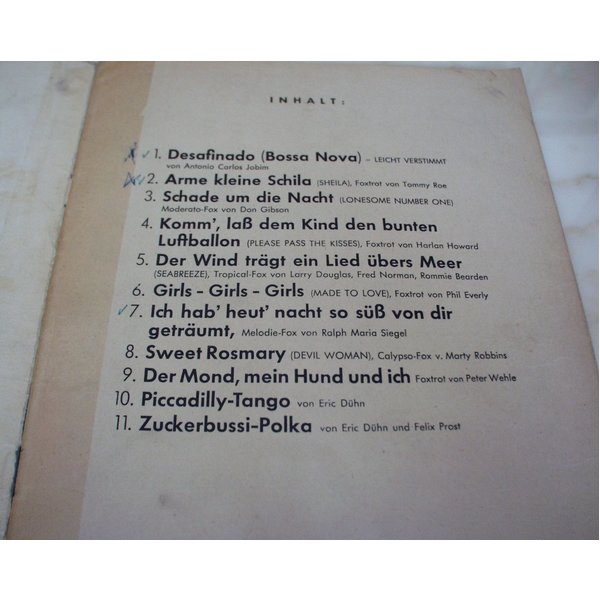 INHALT:
1. Desafinado (Bossa Nova) – LEICHT VERSTIMMT
von Antonio Carlos Jobim
2. Arme kleine Schila (SHEILA), Foxtrot von Tommy Roe
3. Schade um die Nacht (LONESOME NUMBER ONE)
Moderato-Fox von Don Gibson
4. Komm', laß dem Kind den bunten
Luftballon (PLEASE PASS THE KISSES), Foxtrot von Harlan Howard
5. Der Wind trägt ein Lied übers Meer
(SEABREEZE), Tropical-Fox von Larry Douglas, Fred Norman, Rommie Bearden
6. Girls - Girls - Girls (MADE TO LOVE), Foxtrot von Phil Everly
7. Ich hab' heut' nacht so süß von dir
geträumt, Melodie-Fox von Ralph Maria Siegel
8. Sweet Rosmary (DEVIL WOMAN), Calypso-Fox v. Marty Robbins
9. Der Mond, mein Hund und ich Foxtrot von Peter Wehle
10. Piccadilly-Tango von Eric Dühn
11. Zuckerbussi-Polka von Eric Dühn und Felix Prost